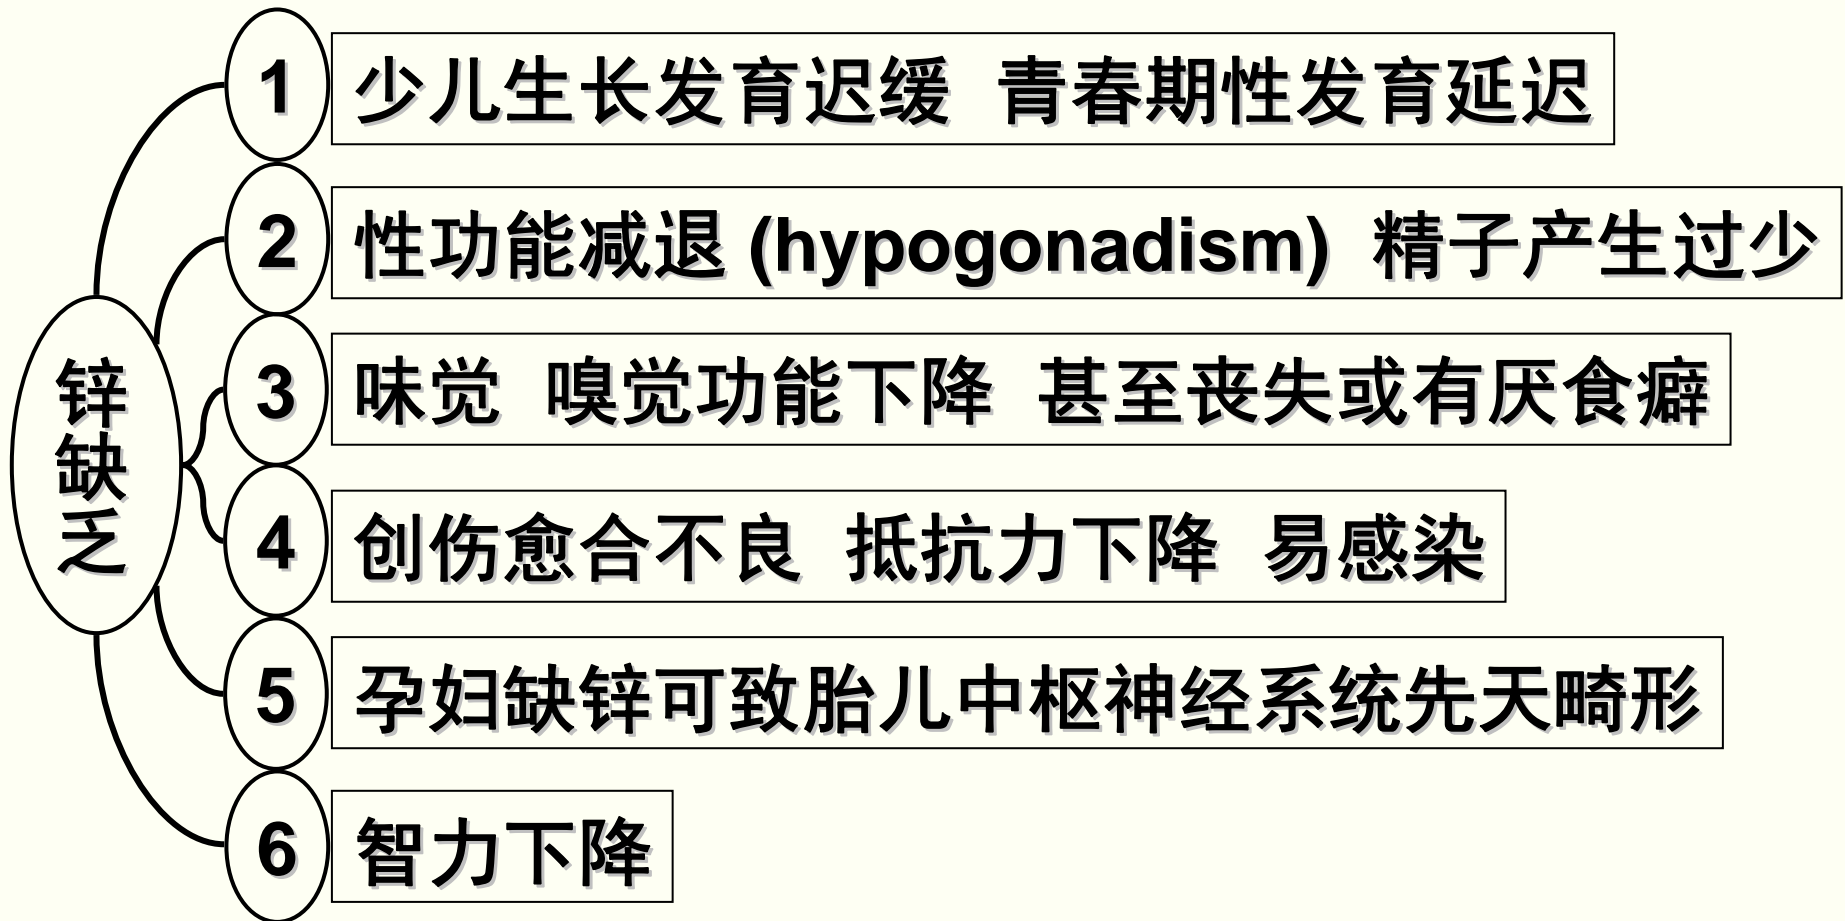 锌缺乏
1 少儿生长发育迟缓 青春期性发育延迟
2 性功能减退 (hypogonadism) 精子产生过少
3 味觉 嗅觉功能下降 甚至丧失或有厌食癖
4 创伤愈合不良 抵抗力下降 易感染
5 孕妇缺锌可致胎儿中枢神经系统先天畸形
6 智力下降